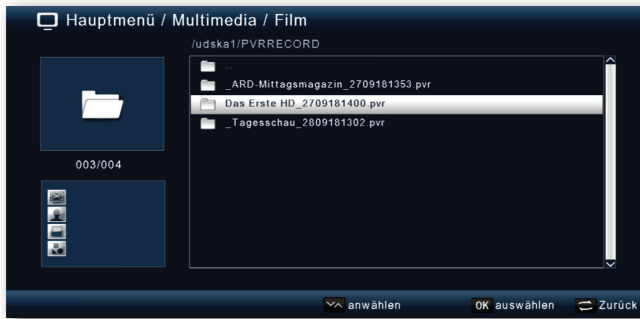 Hauptmenü / Multimedia / Film
/udska1/PVRRECORD
..
_ARD-Mittagsmagazin_2709181353.pvr
Das Erste HD_2709181400.pvr
_Tagesschau_2809181302.pvr
003/004
anwählen OK auswählen Zurück